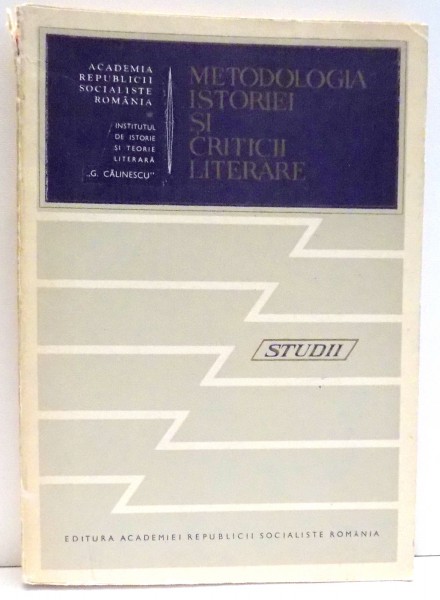 ACADEMIA
REPUBLICII
SOCIALISTE
ROMÂNIA
INSTITUTUL
DE ISTORIE
ȘI TEORIE
LITERARĂ
„G. CĂLINESCU”
METODOLOGIA
ISTORIEI
ȘI
CRITICII
LITERARE
STUDII
EDITURA ACADEMIEI REPUBLICII SOCIALISTE ROMÂNIA